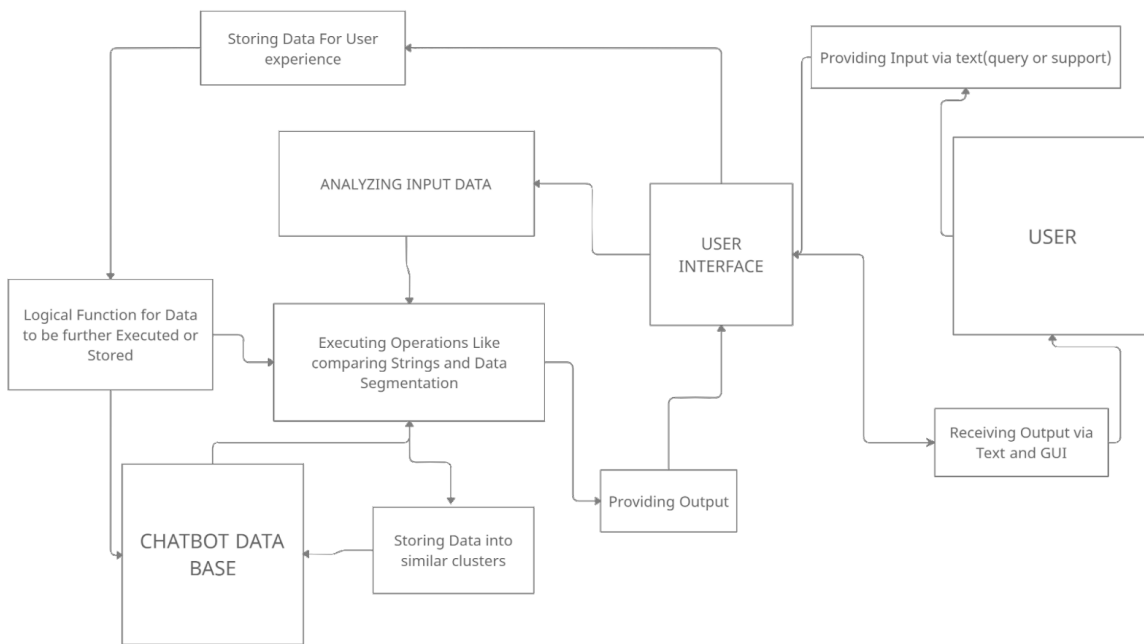 Storing Data For User
experience
Providing Input via text(query or support)
ANALYZING INPUT DATA
USER
INTERFACE
USER
Logical Function for Data
to be further Executed or
Stored
Executing Operations Like
comparing Strings and Data
Segmentation
Receiving Output via
Text and GUI
Providing Output
CHATBOT DATA
BASE
Storing Data into
similar clusters